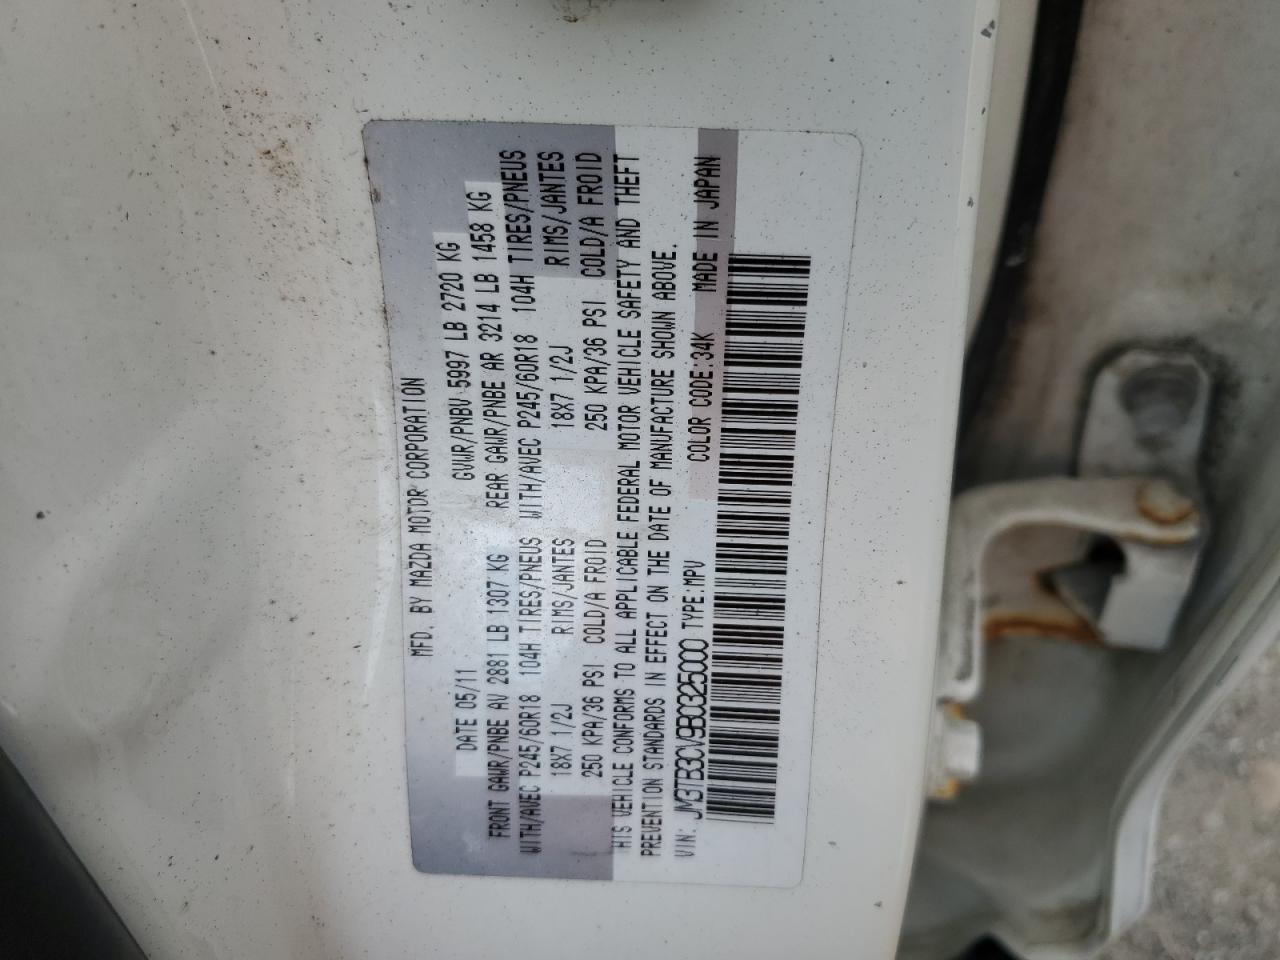 MFD. BY MAZDA MOTOR CORPORATION
DATE 05/11 GVWR/PNBV 5997 LB 2720 KG
FRONT GAWR/PNBE AV 2881 LB 1307 KG REAR GAWR/PNBE AR 3214 LB 1458 KG
WITH/AVEC P245/60R18 104H TIRES/PNEUS WITH/AVEC P245/60R18 104H TIRES/PNEUS
18X7 1/2J RIMS/JANTES 18X7 1/2J RIMS/JANTES
250 KPA/36 PSI COLD/A FROID 250 KPA/36 PSI COLD/A FROID
HIS VEHICLE CONFORMS TO ALL APPLICABLE FEDERAL MOTOR VEHICLE SAFETY AND THEFT
PREVENTION STANDARDS IN EFFECT ON THE DATE OF MANUFACTURE SHOWN ABOVE.
VIN: JM3TB3CV9B0325000 TYPE:MPV COLOR CODE:34K MADE IN JAPAN